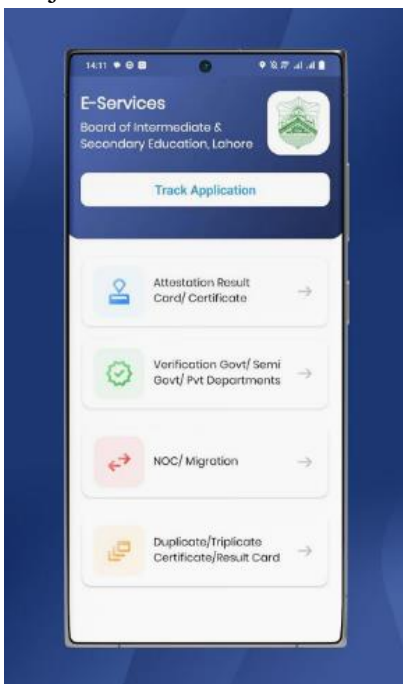 14:11
E-Services
Board of Intermediate &
Secondary Education, Lahore
Track Application
Attestation Result
Card/ Certificate
Verification Govt/ Semi
Govt/ Pvt Departments
NOC/ Migration
Duplicate/Triplicate
Certificate/Result Card